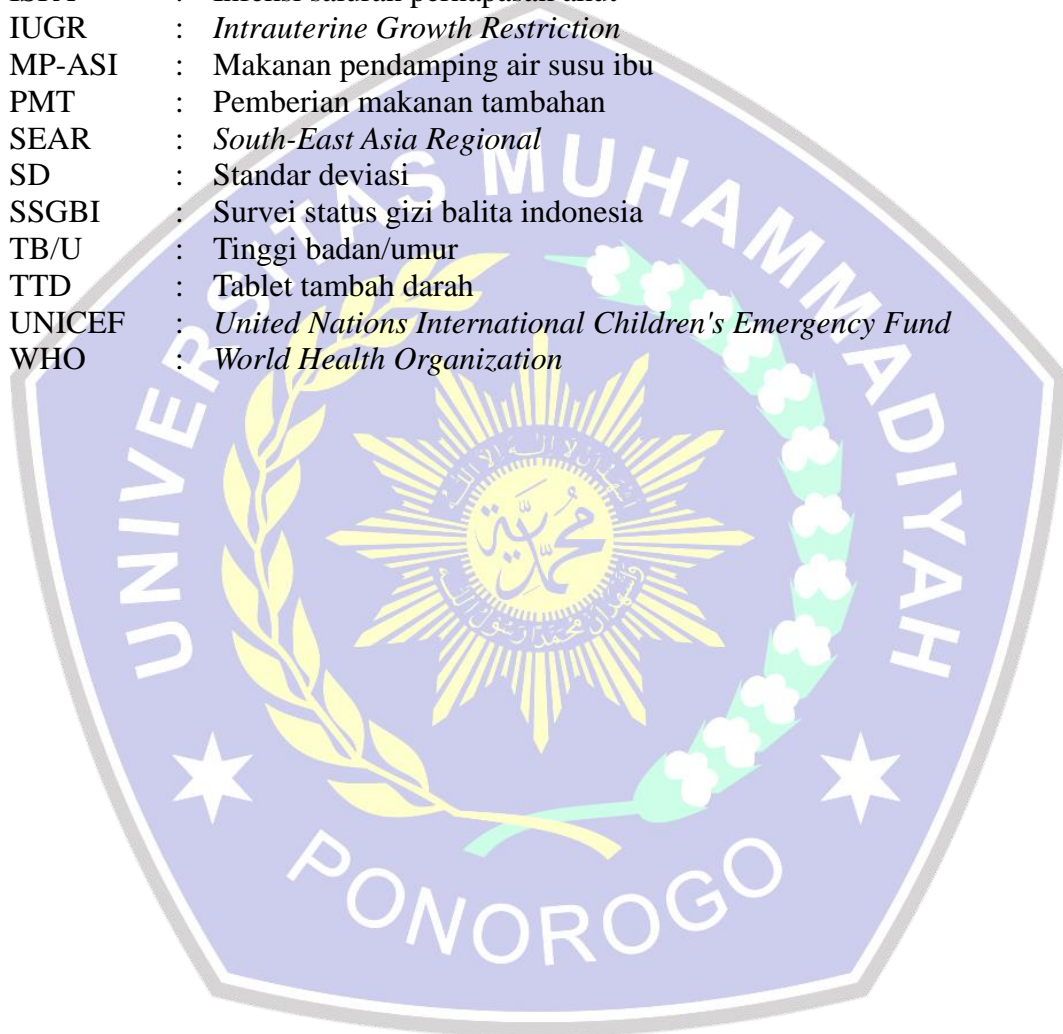 IUGR : Intrauterine Growth Restriction
MP-ASI : Makanan pendamping air susu ibu
PMT : Pemberian makanan tambahan
SEAR : South-East Asia Regional
SD : Standar deviasi
SSGBI : Survei status gizi balita indonesia
TB/U : Tinggi badan/umur
TTD : Tablet tambah darah
UNICEF : United Nations International Children's Emergency Fund
WHO : World Health Organization
UNIVERSITAS MUHAMMADIYAH
PONOROGO